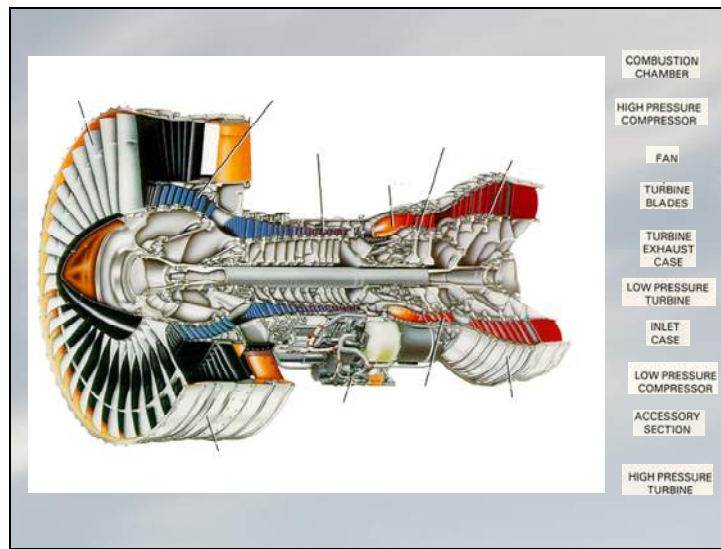 COMBUSTION
CHAMBER
HIGH PRESSURE
COMPRESSOR
FAN
TURBINE
BLADES
TURBINE
EXHAUST
CASE
LOW PRESSURE
TURBINE
INLET
CASE
LOW PRESSURE
COMPRESSOR
ACCESSORY
SECTION
HIGH PRESSURE
TURBINE